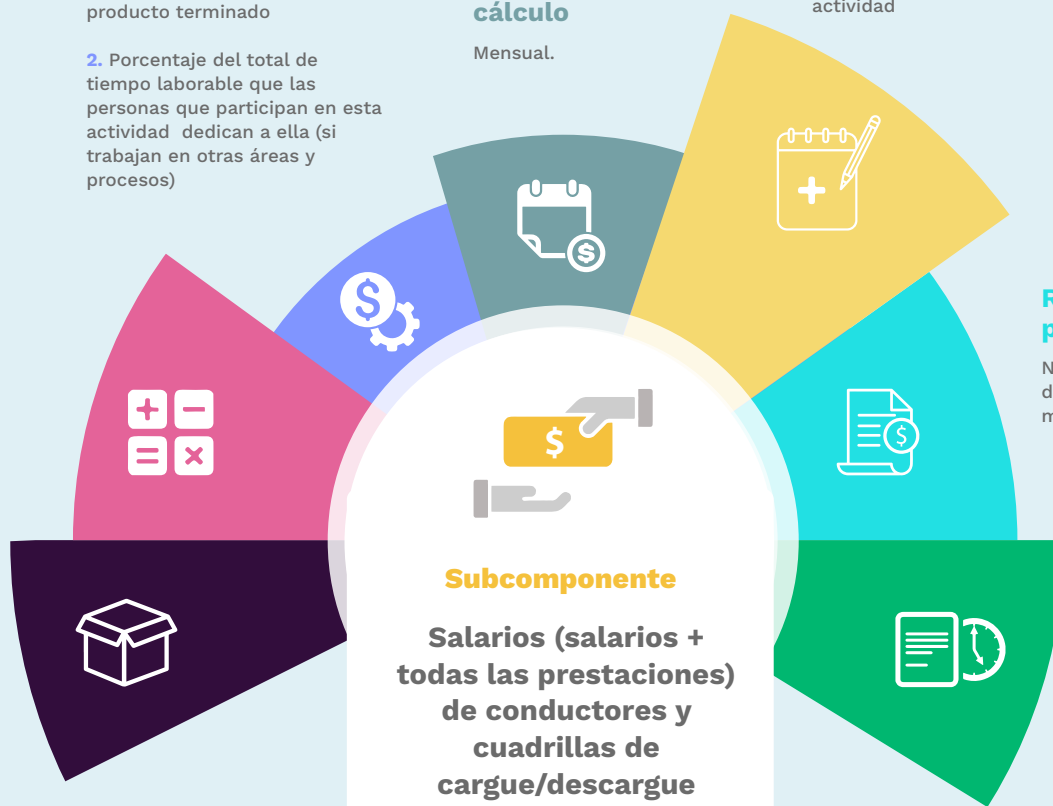 producto terminado
2. Porcentaje del total de
tiempo laborable que las
personas que participan en esta
actividad dedican a ella (si
trabajan en otras áreas y
procesos)
cálculo
Mensual.
actividad
Subcomponente
Salarios (salarios +
todas las prestaciones)
de conductores y
cuadrillas de
cargue/descargue